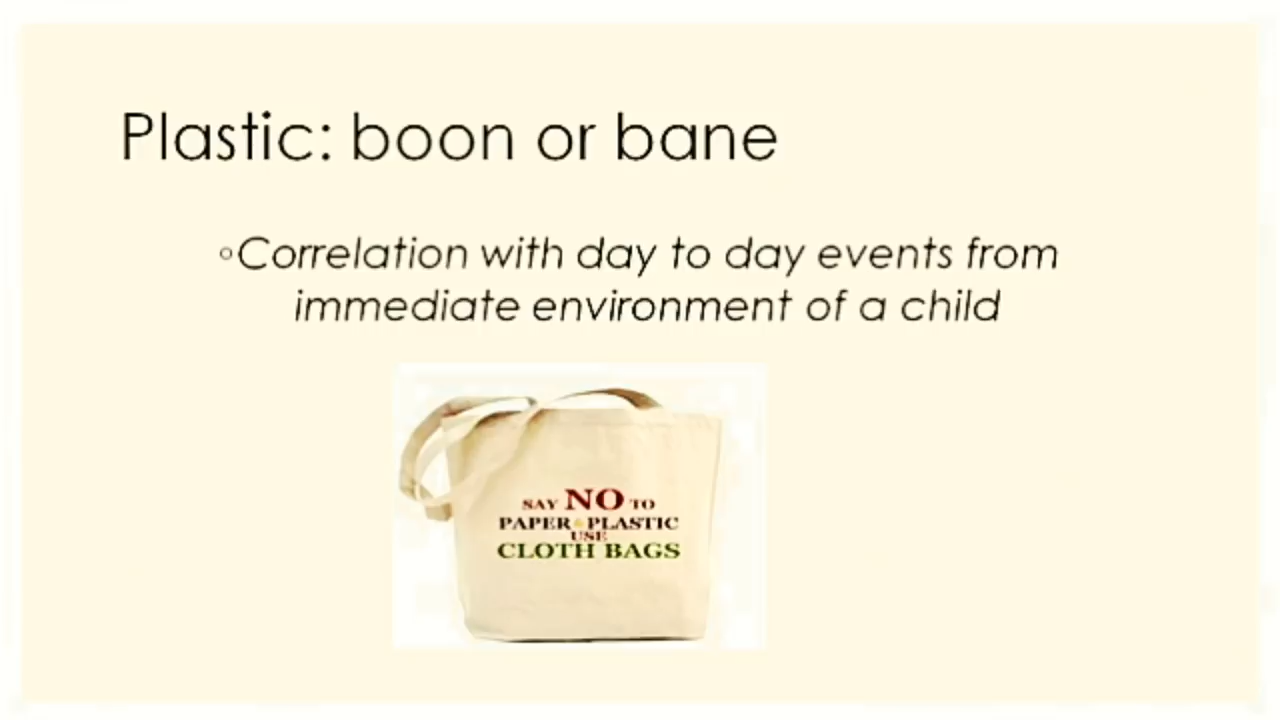 Plastic: boon or bane
◦Correlation with day to day events from
immediate environment of a child
SAY NO TO
PAPER PLASTIC
USE
CLOTH BAGS